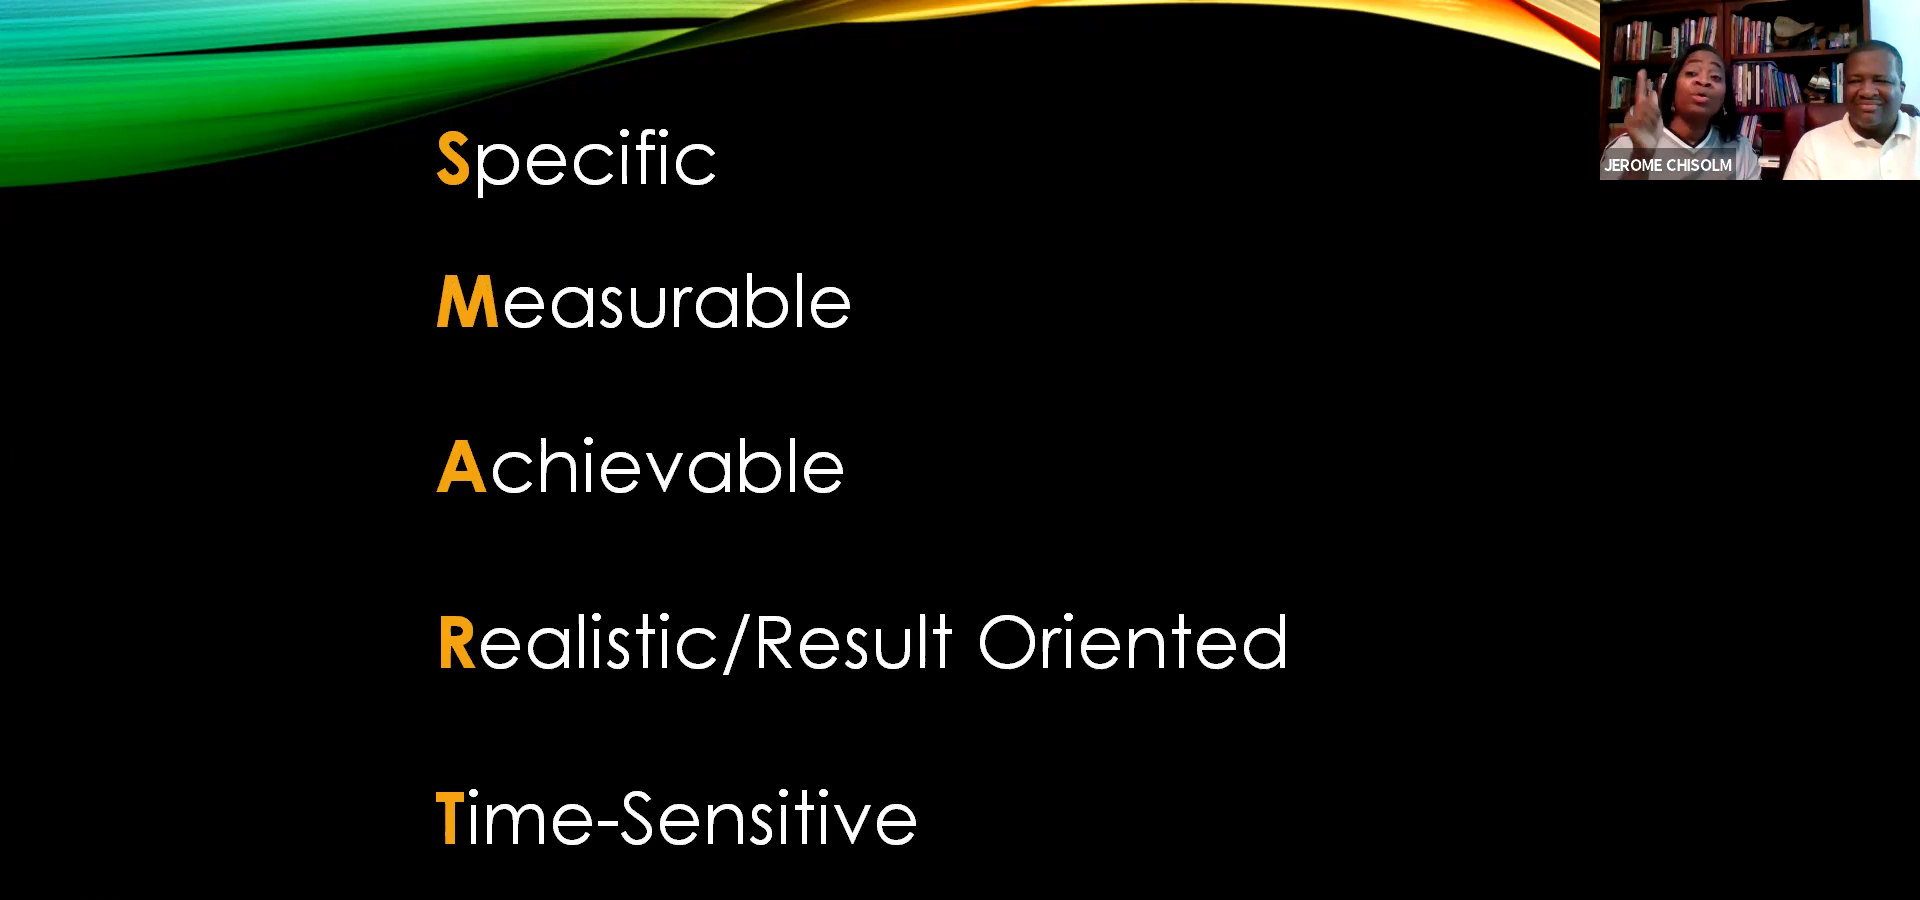 Specific
Measurable
Achievable
Realistic/Result Oriented
Time-Sensitive
JEROME CHISOLM